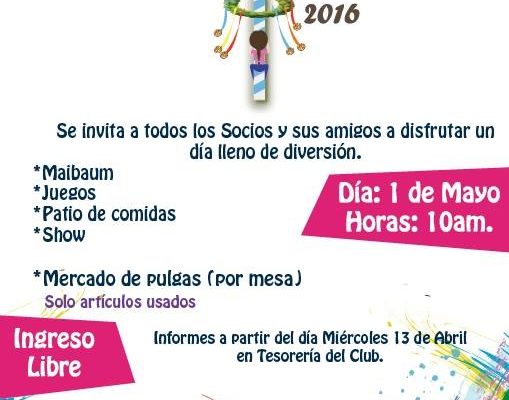 2016
Se invita a todos los Socios y sus amigos a disfrutar un
día lleno de diversión.
*Maibaum
*Juegos
*Patio de comidas
*Show
Día: 1 de Mayo
Horas: 10am.
*Mercado de pulgas (por mesa)
Solo artículos usados
Ingreso
Libre
Informes a partir del día Miércoles 13 de Abril
en Tesorería del Club.